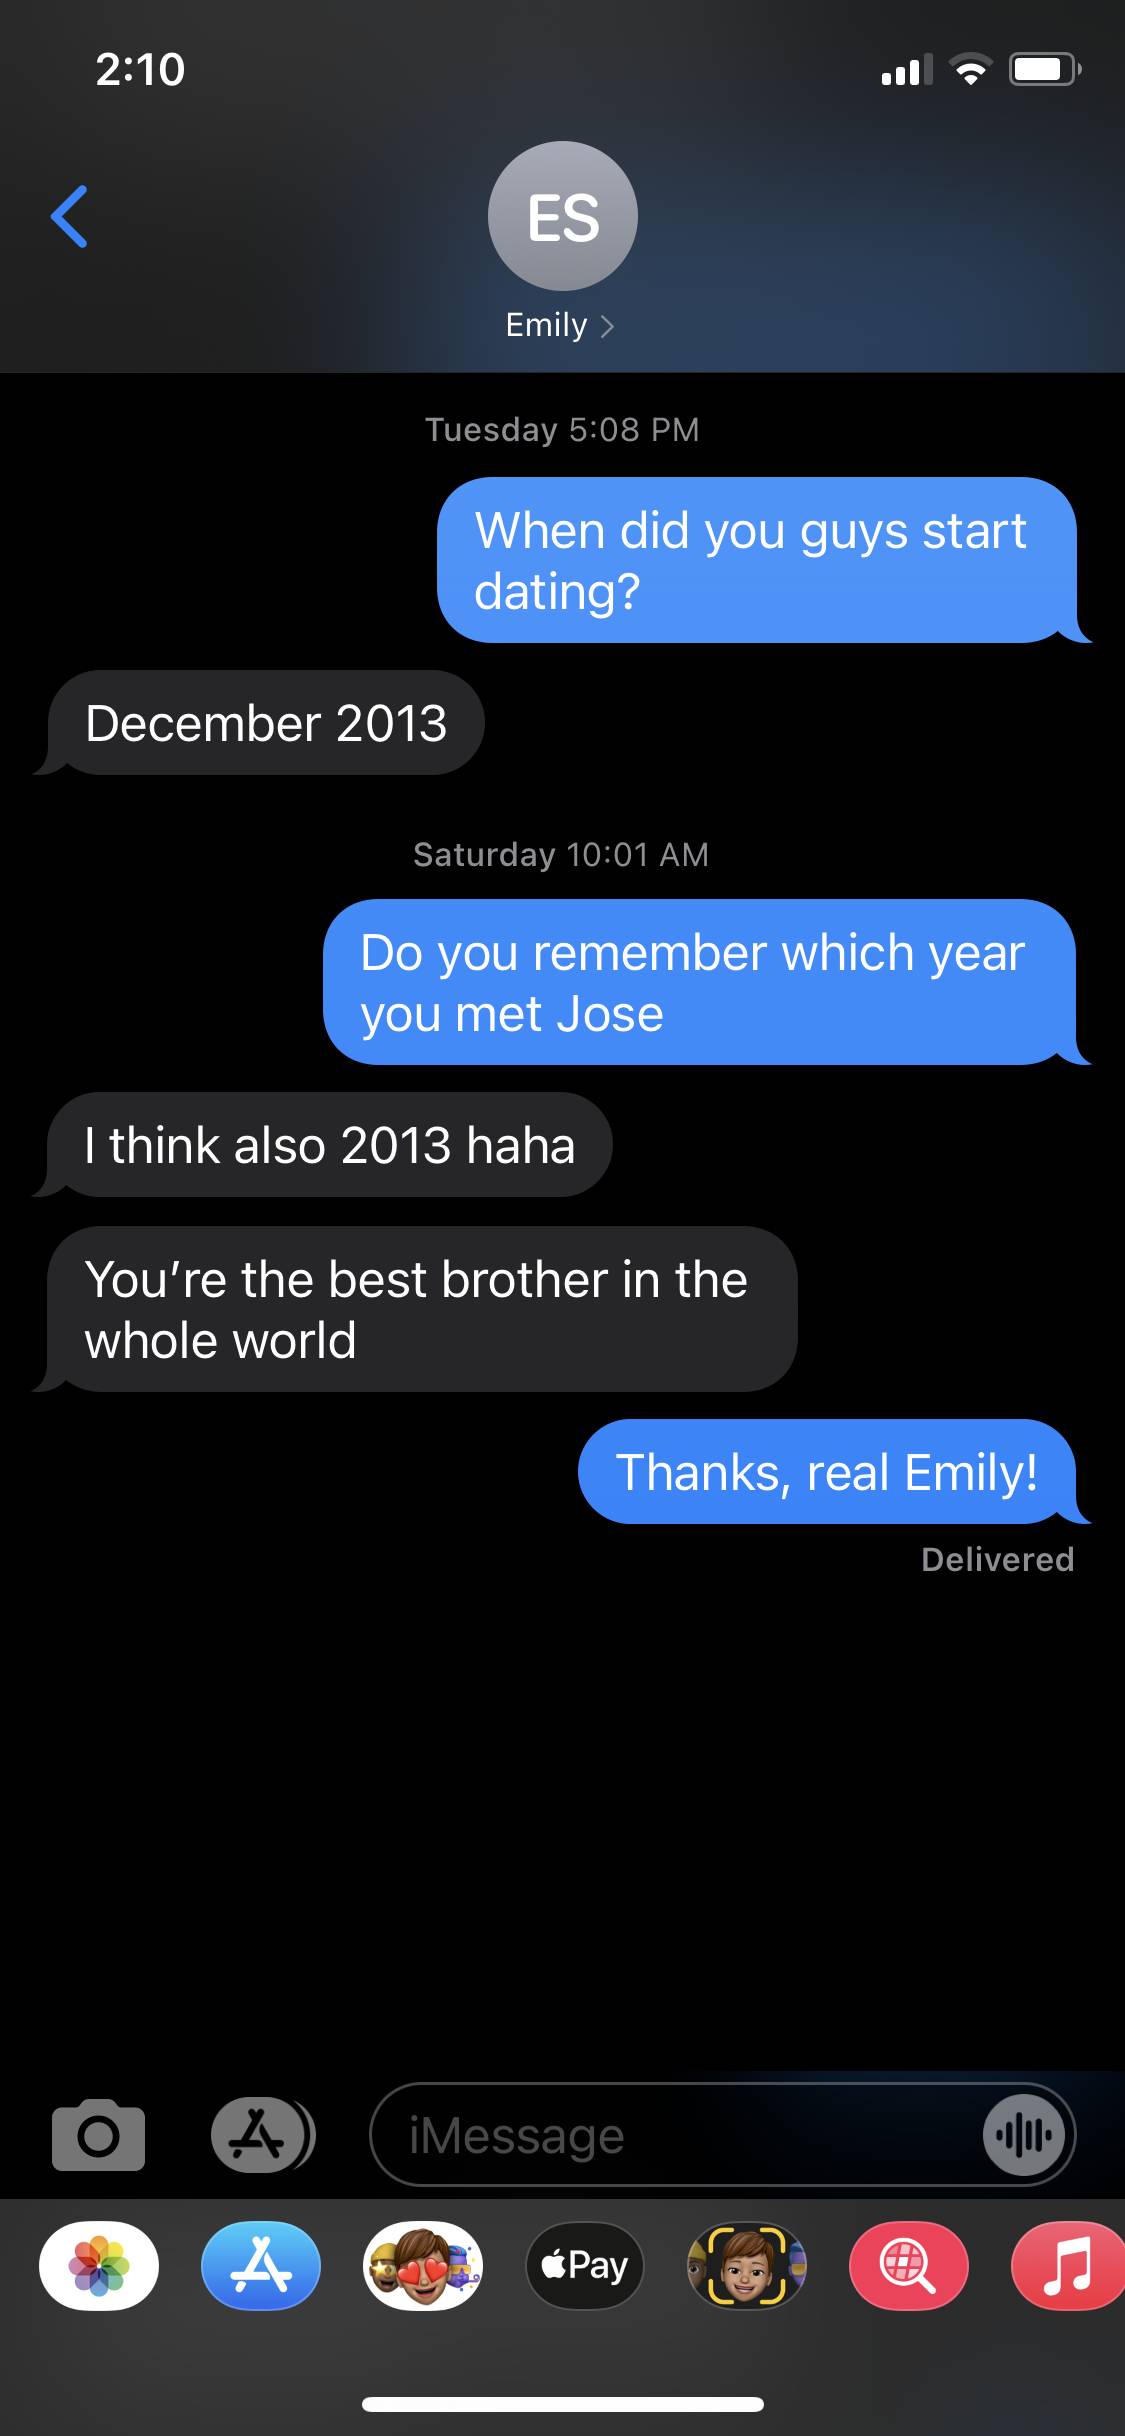 2:10
ES
Emily
Tuesday 5:08 PM
When did you guys start
dating?
December 2013
Saturday 10:01 AM
Do you remember which year
you met Jose
I think also 2013 haha
You’re the best brother in the
whole world
Thanks, real Emily!
Delivered
iMessage
Pay